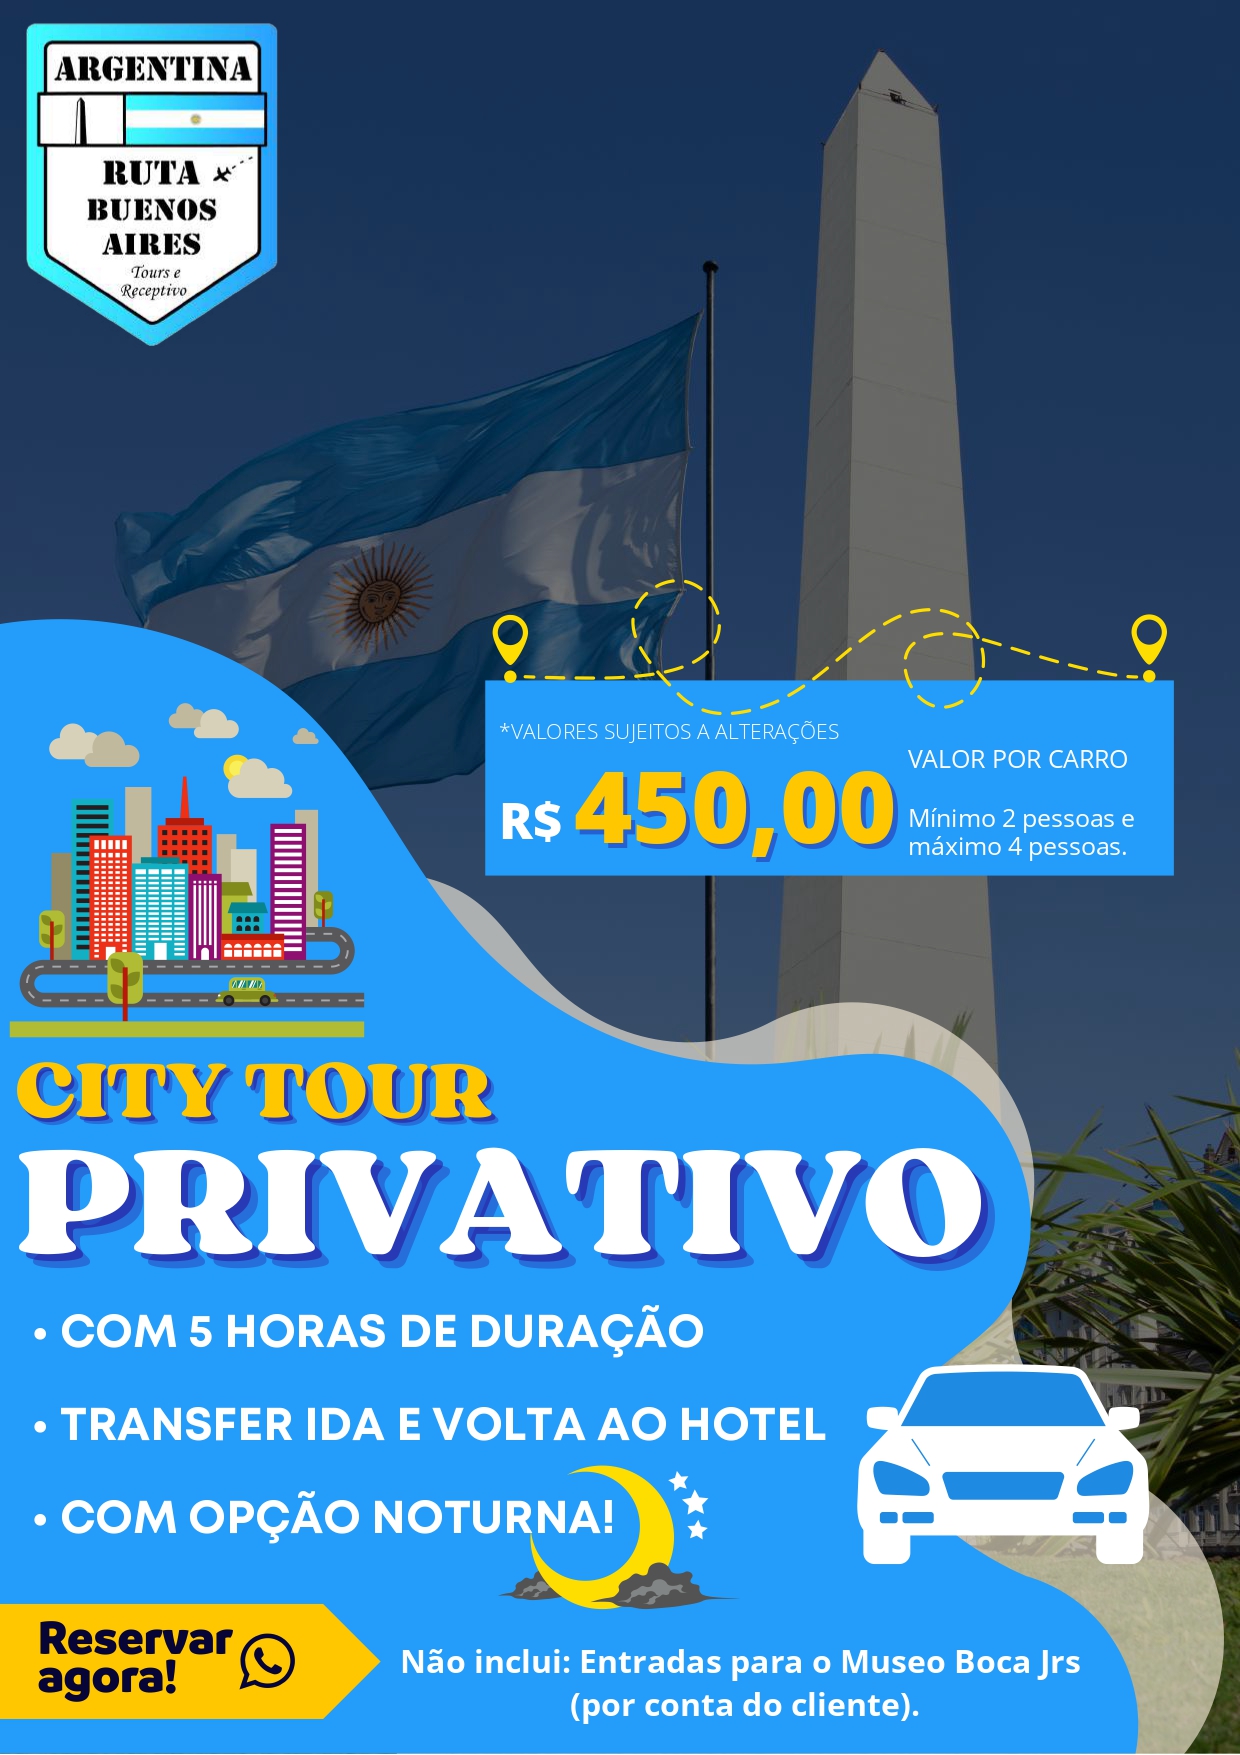 ARGENTINA
RUTA
BUENOS
AIRES
Tours e
Receptivo
*VALORES SUJEITOS A ALTERAÇÕES
R$ 450,00
VALOR POR CARRO
Mínimo 2 pessoas e
máximo 4 pessoas.
CITY TOUR
PRIVATIVO
• COM 5 HORAS DE DURAÇÃO
• TRANSFER IDA E VOLTA AO HOTEL
• COM OPÇÃO NOTURNA!
Reservar
agora!
Não inclui: Entradas para o Museo Boca Jrs
(por conta do cliente).